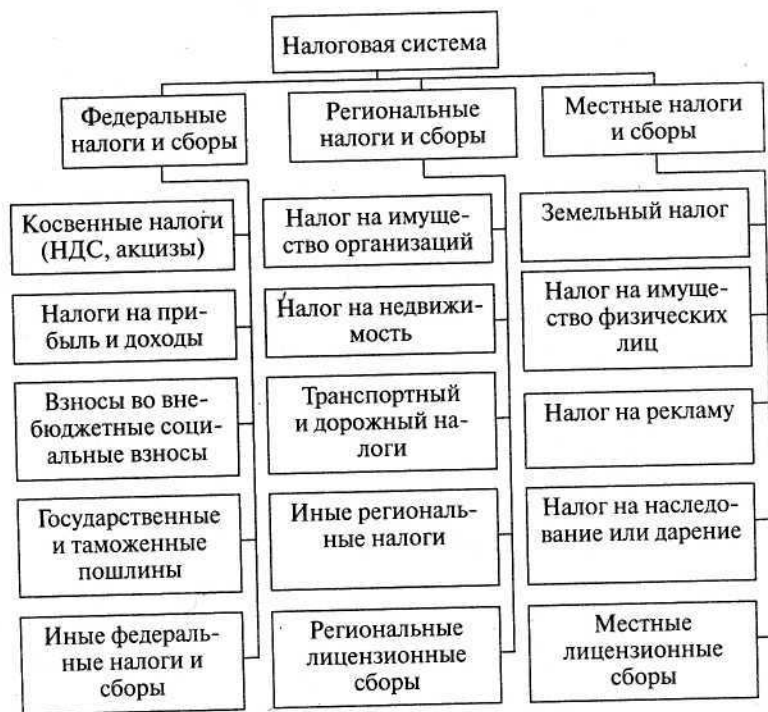 Налоговая система
Федеральные
налоги и сборы
Косвенные налоги
(НДС, акцизы)
Налоги на при-
быль и доходы
Взносы во вне-
бюджетные соци-
альные взносы
Государственные
и таможенные
пошлины
Иные федераль-
ные налоги и
сборы
Региональные
налоги и сборы
Налог на имуще-
ство организаций
Налог на недвижи-
мость
Транспортный
и дорожный на-
логи
Иные региональ-
ные налоги
Региональные
лицензионные
сборы
Местные налоги
и сборы
Земельный налог
Налог на имуще-
ство физических
лиц
Налог на рекламу
Налог на наследо-
вание или дарение
Местные
лицензионные
сборы